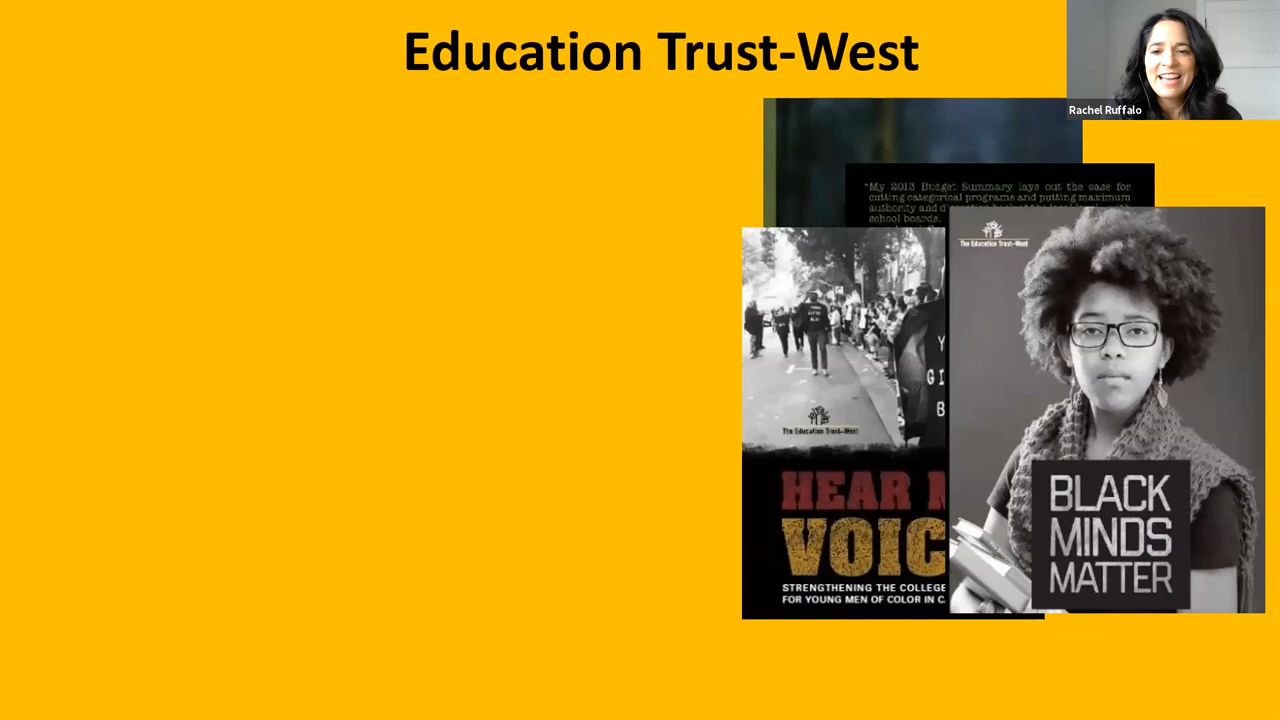 Education Trust-West
Rachel Ruffalo
"My 2013 Budget Summary lays out the case for
cutting categorical programs and putting maximum
authority and
school boards.
The Education Trust–West
Y
GI
B
The Education Trust–West
HEAR M
VOIC
STRENGTHENING THE COLLEGE
FOR YOUNG MEN OF COLOR IN C
BLACK
MINDS
MATTER